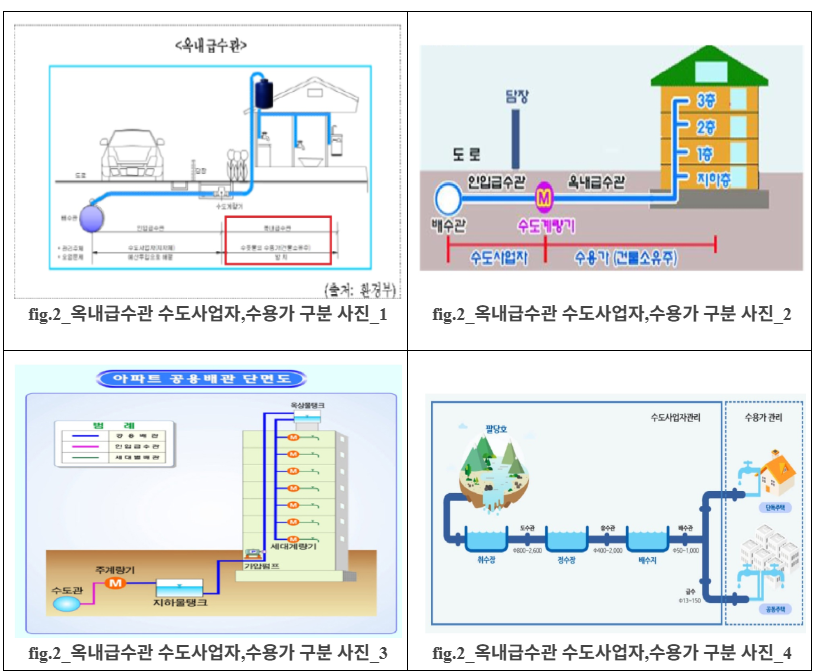 <옥내급수관>
도로
담장
수도계량기
배수관
인입급수관
옥내급수관
수도사업자(지자체)
(출처: 환경부)
fig.2_옥내급수관 수도사업자,수용가 구분 사진_1
담장
도로
3층
2층
1층
지하층
인입급수관
옥내급수관
M
배수관
수도계량기
수도사업자
수용가 (건물소유주)
fig.2_옥내급수관 수도사업자,수용가 구분 사진_2
아파트 공용배관 단면도
범 례
공용배관
인입급수관
세대별배관
옥상물탱크
M
M
M
M
M
M
M
세대계량기
가압펌프
주계량기
M
수도관
지하물탱크
fig.2_옥내급수관 수도사업자,수용가 구분 사진_3
수도사업자관리
수용가 관리
팔당호
단독주택
도수관
송수관
배수관
취수장
Φ800~2,600
정수장
Φ400~2,000
배수지
Φ50~1,000
급수
Φ13~150
공동주택
fig.2_옥내급수관 수도사업자,수용가 구분 사진_4